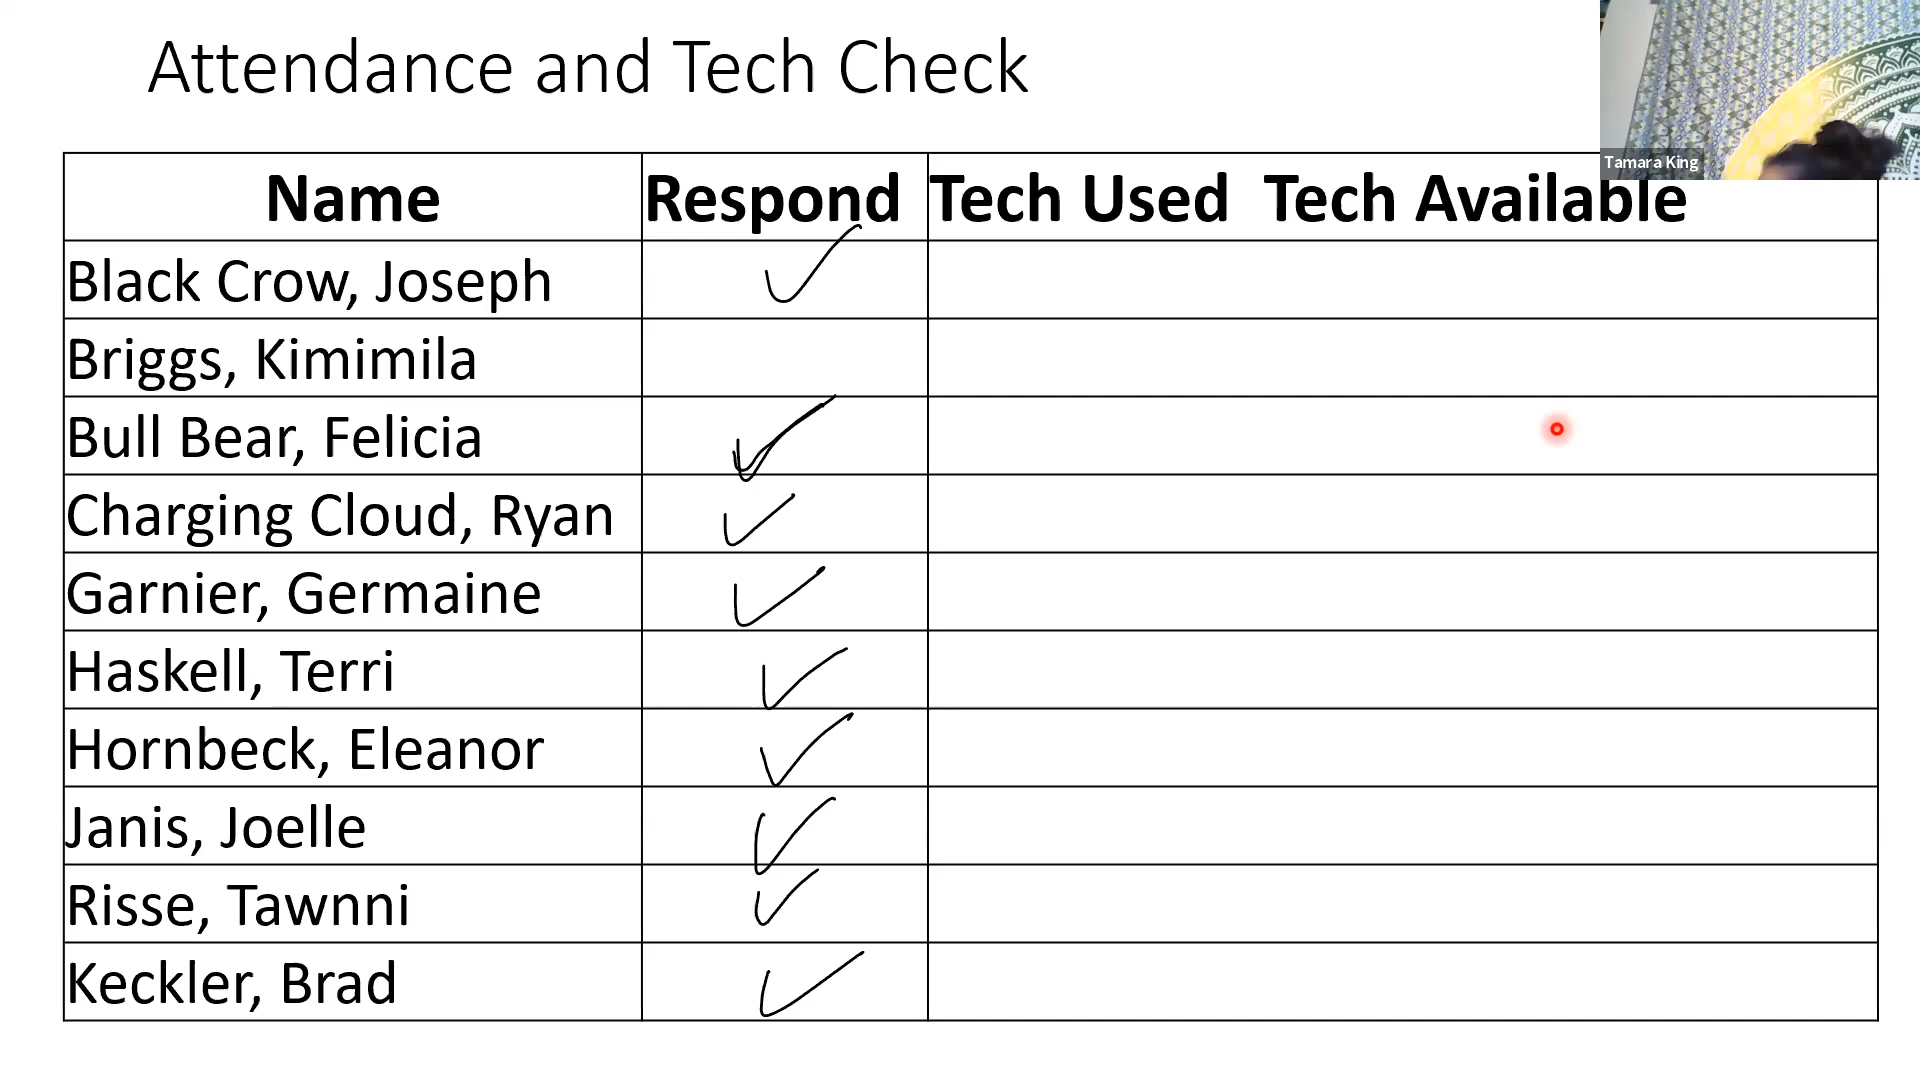 Attendance and Tech Check
Tamara King
Name Respond Tech Used Tech Available
Black Crow, Joseph ✓
Briggs, Kimimila
Bull Bear, Felicia ✓
Charging Cloud, Ryan ✓
Garnier, Germaine ✓
Haskell, Terri ✓
Hornbeck, Eleanor ✓
Janis, Joelle ✓
Risse, Tawnni ✓
Keckler, Brad ✓